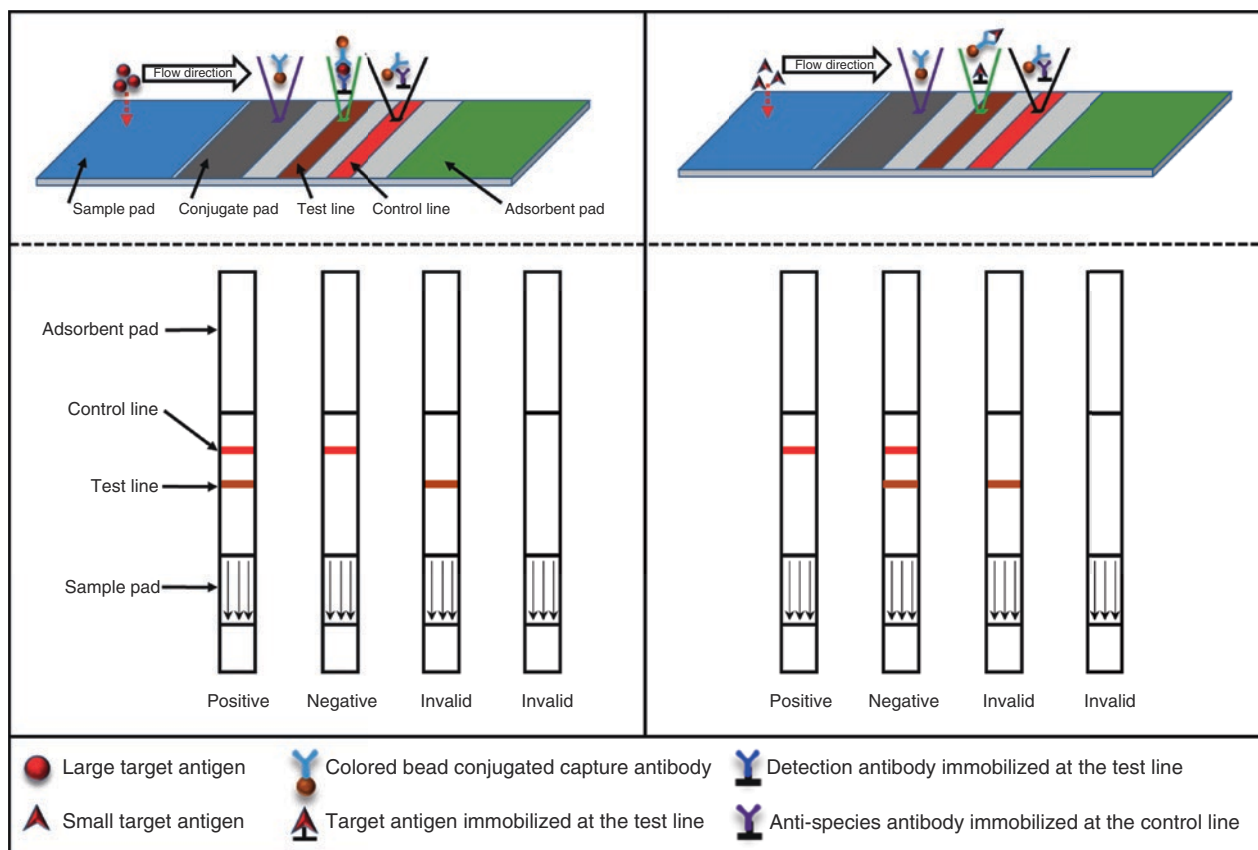 Flow direction
Sample pad
Conjugate pad
Test line
Control line
Adsorbent pad
Flow direction
Adsorbent pad
Control line
Test line
Sample pad
Positive
Negative
Invalid
Invalid
Positive
Negative
Invalid
Invalid
Large target antigen
Colored bead conjugated capture antibody
Detection antibody immobilized at the test line
Small target antigen
Target antigen immobilized at the test line
Anti-species antibody immobilized at the control line